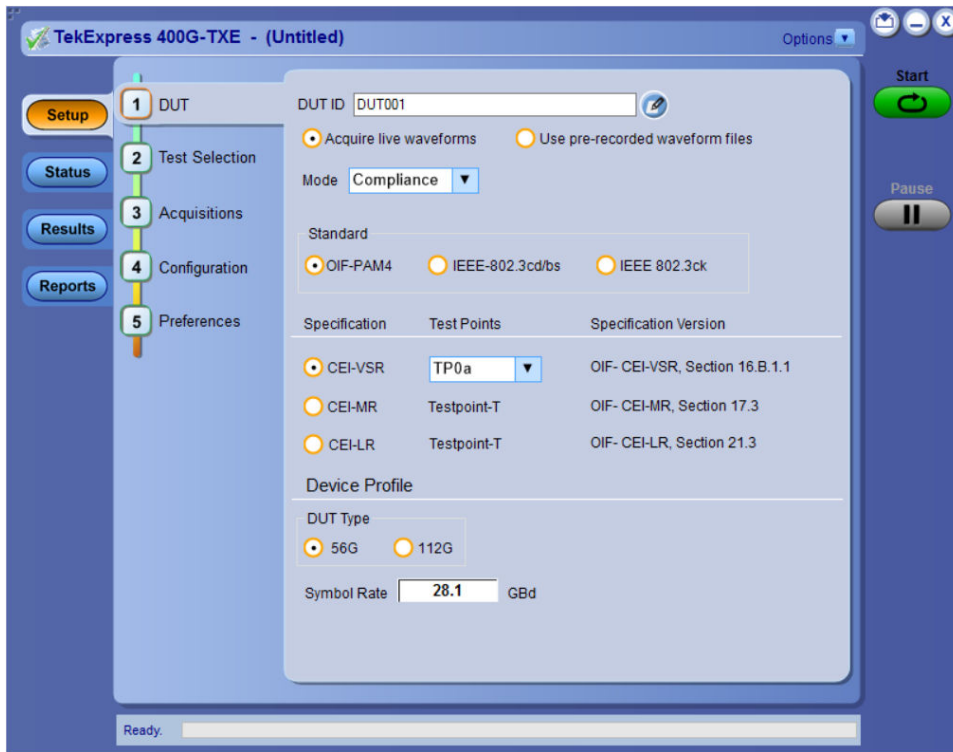 TekExpress 400G-TXE - (Untitled)
Options
Start
Pause
Setup
Status
Results
Reports
1 DUT
2 Test Selection
3 Acquisitions
4 Configuration
5 Preferences
DUT ID DUT001
Acquire live waveforms Use pre-recorded waveform files
Mode Compliance
Standard
OIF-PAM4 IEEE-802.3cd/bs IEEE 802.3ck
Specification Test Points Specification Version
CEI-VSR TP0a OIF- CEI-VSR, Section 16.B.1.1
CEI-MR Testpoint-T OIF- CEI-MR, Section 17.3
CEI-LR Testpoint-T OIF- CEI-LR, Section 21.3
Device Profile
DUT Type
56G 112G
Symbol Rate 28.1 GBd
Ready.